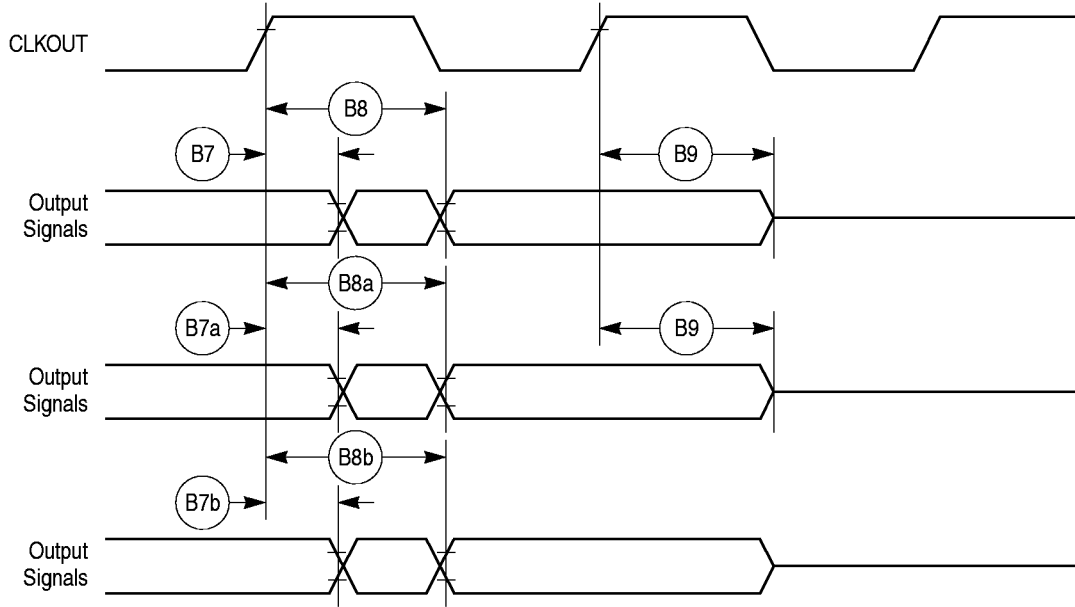 CLKOUT
B8
B7
B9
Output
Signals
B8a
B7a
B9
Output
Signals
B8b
B7b
Output
Signals